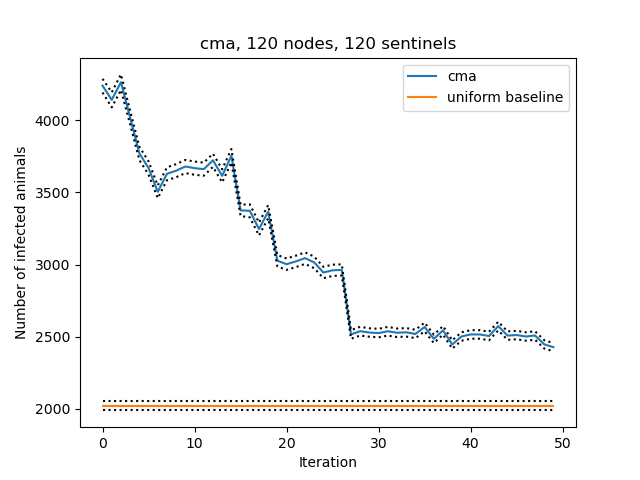 cma, 120 nodes, 120 sentinels
cma
uniform baseline
Number of infected animals
4000
3500
3000
2500
2000
0 10 20 30 40 50
Iteration